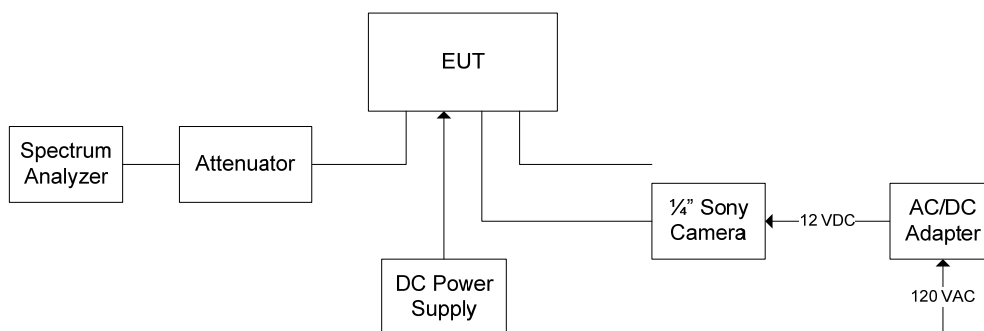 EUT
Spectrum
Analyzer
Attenuator
¼” Sony
Camera
12 VDC
AC/DC
Adapter
DC Power
Supply
120 VAC